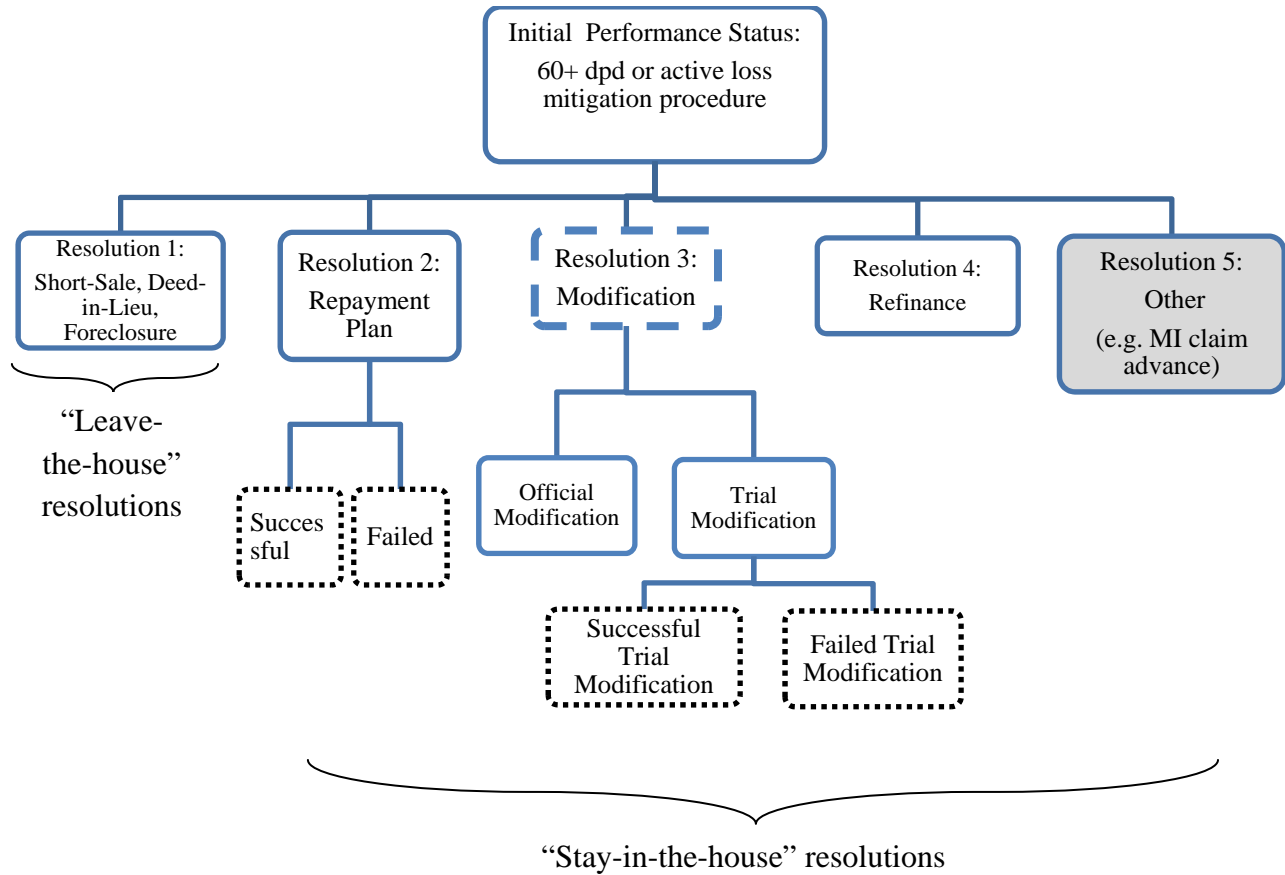 Initial Performance Status:
60+ dpd or active loss
mitigation procedure
Resolution 1:
Short-Sale, Deed-
in-Lieu,
Foreclosure
Resolution 2:
Repayment
Plan
Resolution 3:
Modification
Resolution 4:
Refinance
Resolution 5:
Other
(e.g. MI claim
advance)
“Leave-
the-house”
resolutions
Succes
sful
Failed
Official
Modification
Trial
Modification
Successful
Trial
Modification
Failed Trial
Modification
“Stay-in-the-house” resolutions